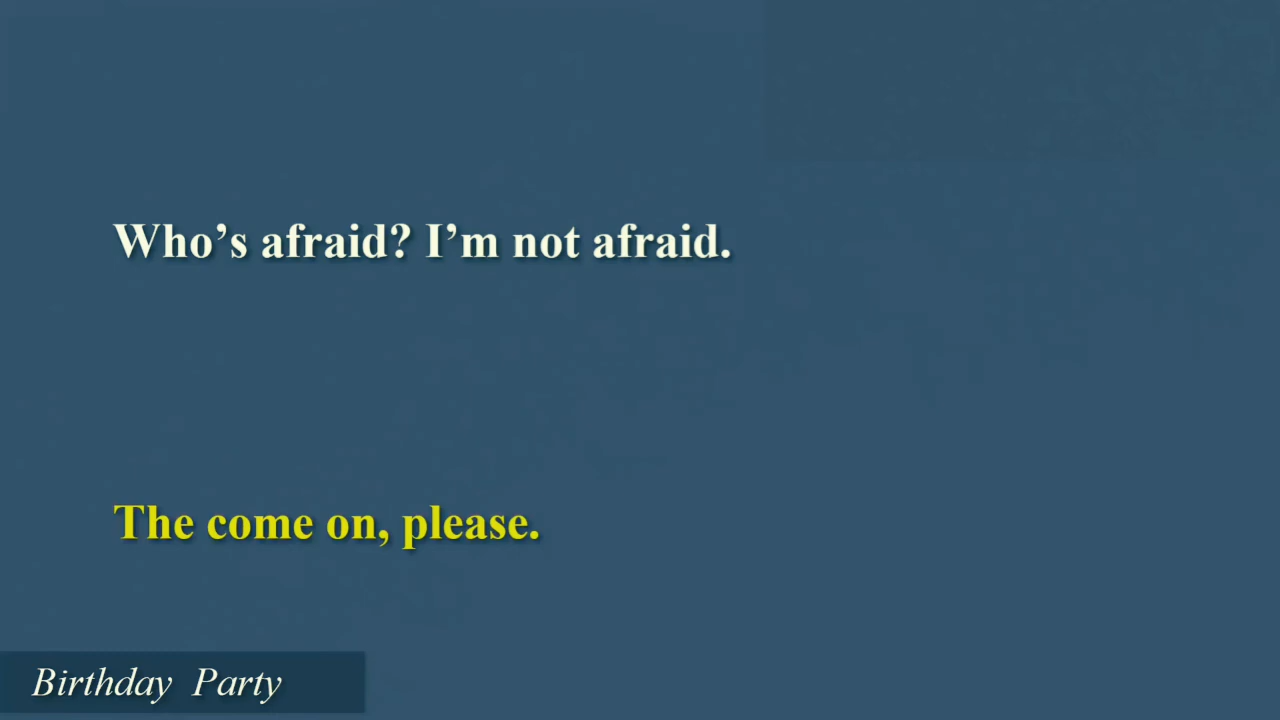 Who’s afraid? I’m not afraid.
The come on, please.
Birthday Party